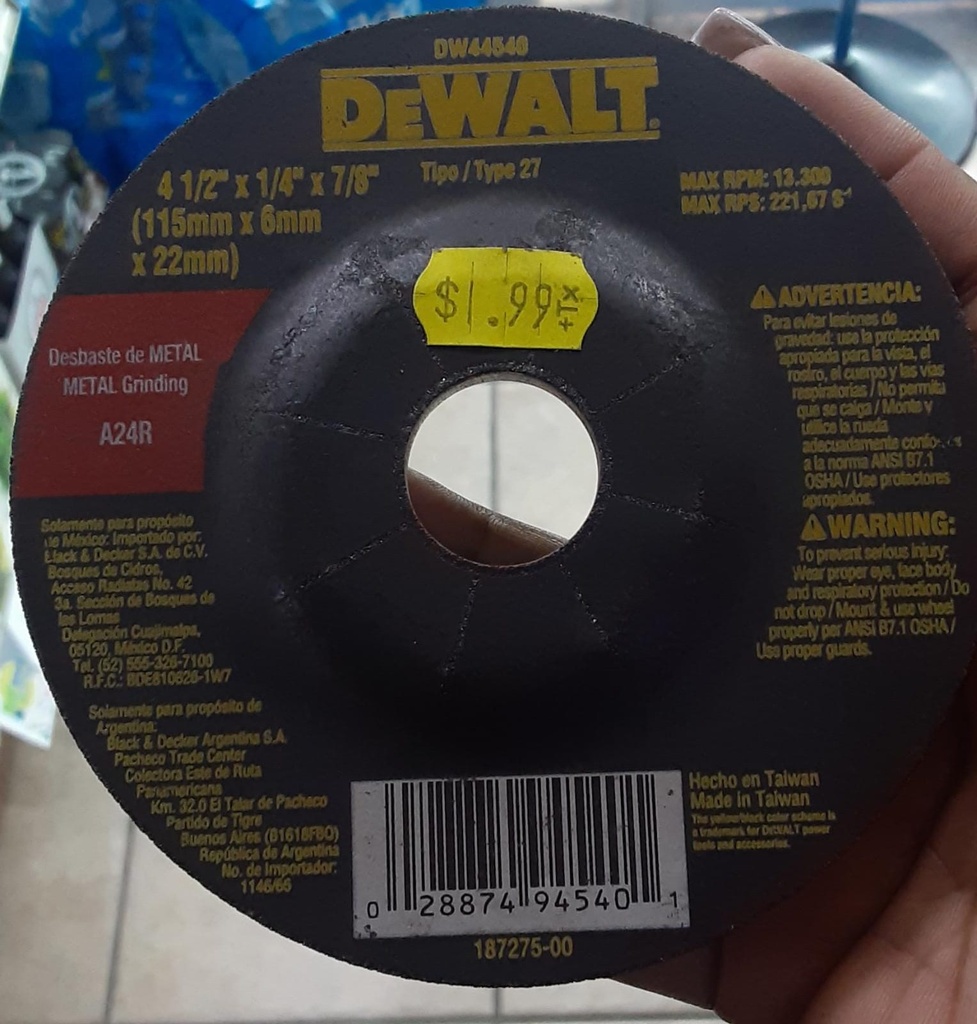 DW44540
DEWALT
4 1/2" x 1/4" x 7/8"
(115mm x 6mm
x 22mm)
Tipo / Type 27
MAX RPM: 13.300
MAX RPS: 221,67 S⁻¹
$1.99
Desbaste de METAL
METAL Grinding
A24R
ADVERTENCIA:
Para evitar lesiones de
gravedad: use la protección
apropiada para la vista, el
rostro, el cuerpo y las vías
respiratorias / No permita
que se caiga / Monte y
utilice la rueda
adecuadamente
a la norma ANSI B7.1
OSHA / Use protectores
apropiados.
WARNING:
To prevent serious injury:
Wear proper eye, face body
and respiratory protection / Do
not drop / Mount & use wheel
properly per ANSI B7.1 OSHA /
Use proper guards.
Solamente para propósito
de México: Importado por:
Black & Decker S.A. de C.V.
Bosques de Cidros,
Acceso Radiatas No. 42
3a. Sección de Bosques de
las Lomas
Delegación Cuajimalpa,
05120, México D.F.
Tel. (52) 555-326-7100
R.F.C.: BDE810626-1W7
Solamente para propósito de
Argentina:
Black & Decker Argentina S.A.
Pacheco Trade Center
Colectora Este de Ruta
Panamericana
Km. 32.0 El Talar de Pacheco
Partido de Tigre
Buenos Aires (B1618FBQ)
República de Argentina
No. de Importador:
1146/66
Hecho en Taiwan
Made in Taiwan
The yellow/black color scheme is
a trademark for DEWALT power
tools and accessories.
0 28874 94540 1
187275-00